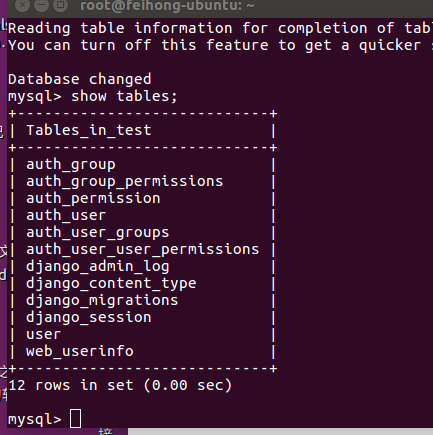 root@feihong-ubuntu: ~
Reading table information for completion of
You can turn off this feature to get a quicker
Database changed
mysql> show tables;
+----------------------------+
| Tables_in_test |
+----------------------------+
| auth_group |
| auth_group_permissions |
| auth_permission |
| auth_user |
| auth_user_groups |
| auth_user_user_permissions |
| django_admin_log |
| django_content_type |
| django_migrations |
| django_session |
| user |
| web_userinfo |
+----------------------------+
12 rows in set (0.00 sec)
mysql>